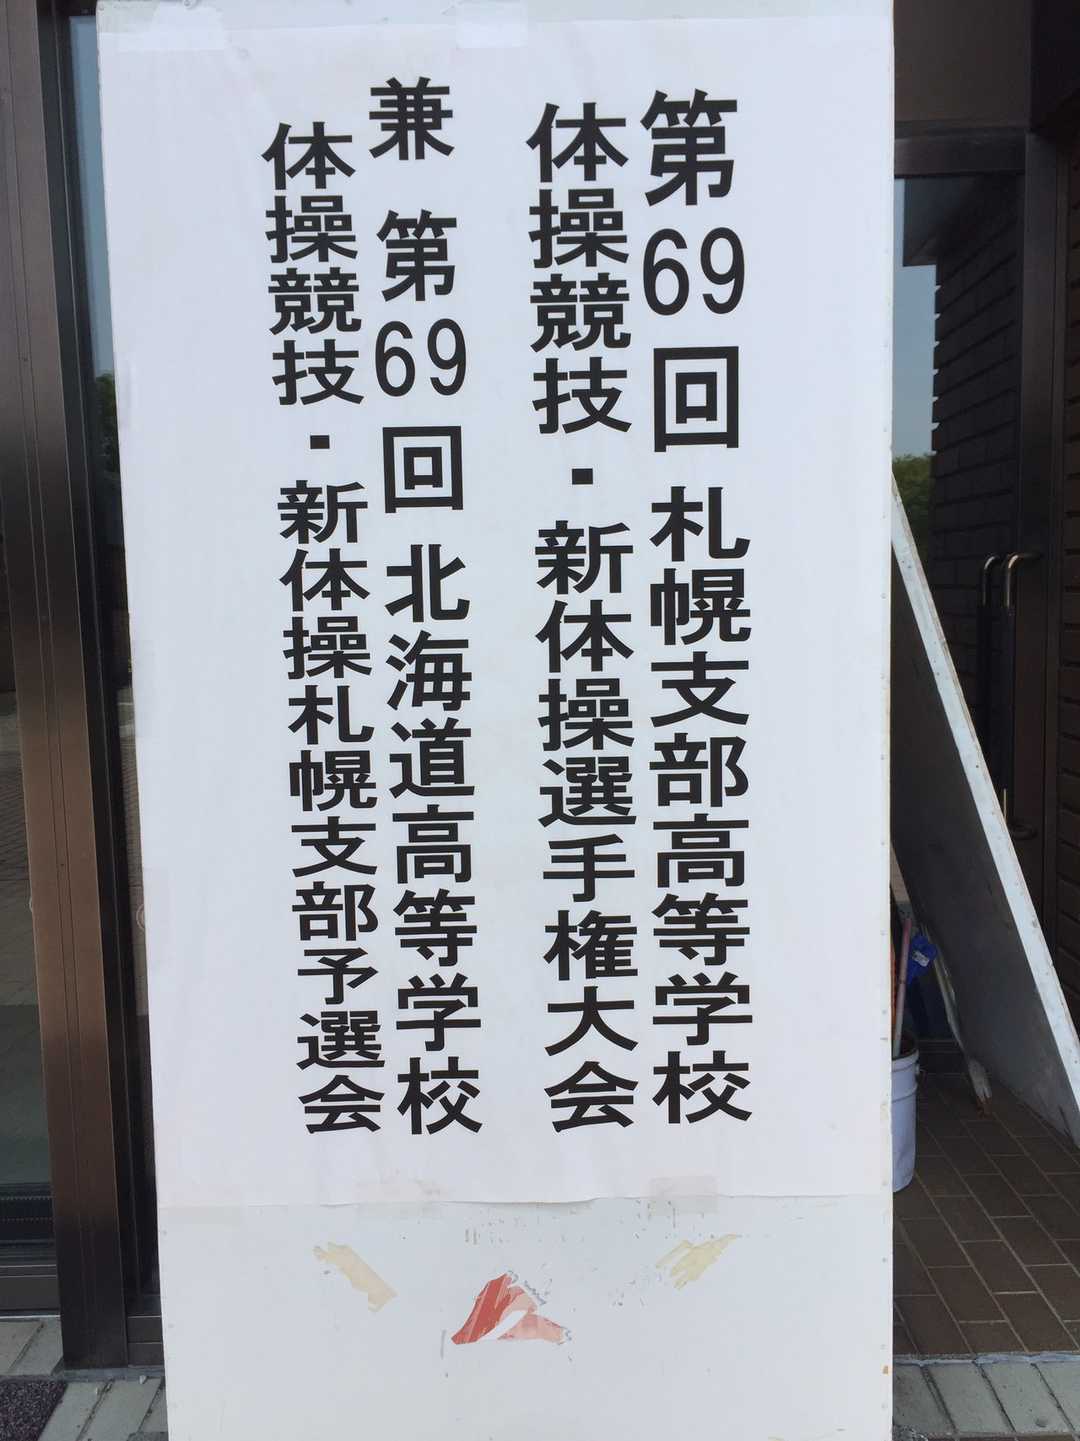 第69回 札幌支部高等学校
体操競技・新体操選手権大会
兼 第69回 北海道高等学校
体操競技・新体操札幌支部予選会